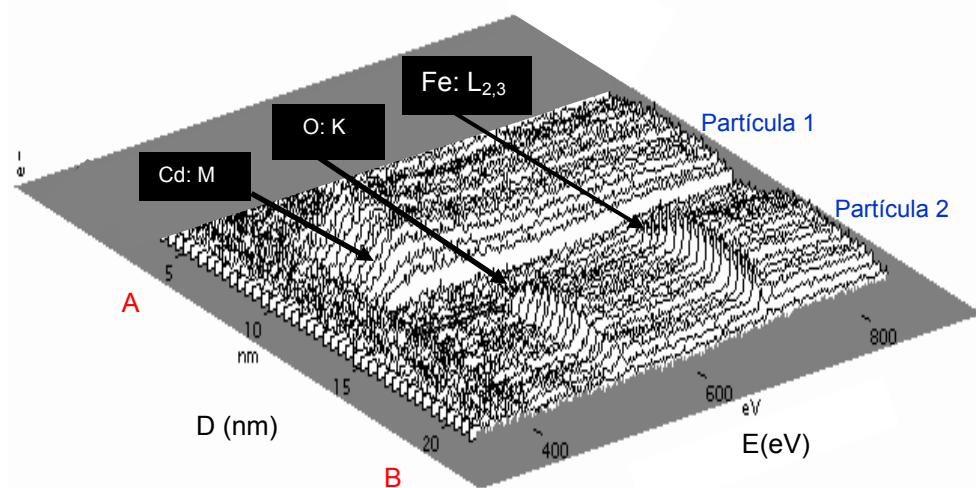 Fe: L2,3
O: K
Cd: M
Partícula 1
Partícula 2
e-
5
A
10
nm
15
D (nm)
20
B
400
600
eV
800
E(eV)